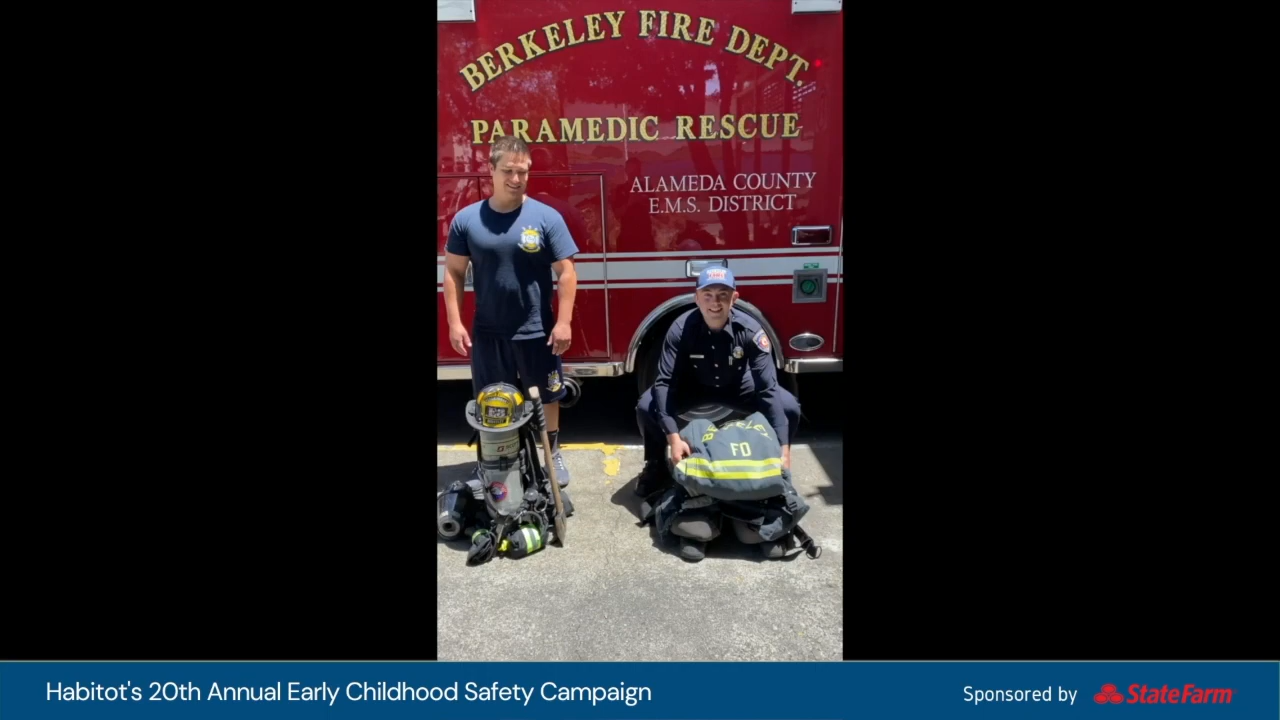 BERKELEY FIRE DEPT.
PARAMEDIC RESCUE
ALAMEDA COUNTY
E.M.S. DISTRICT
BERKELEY
FD
Habitot's 20th Annual Early Childhood Safety Campaign
Sponsored by StateFarm